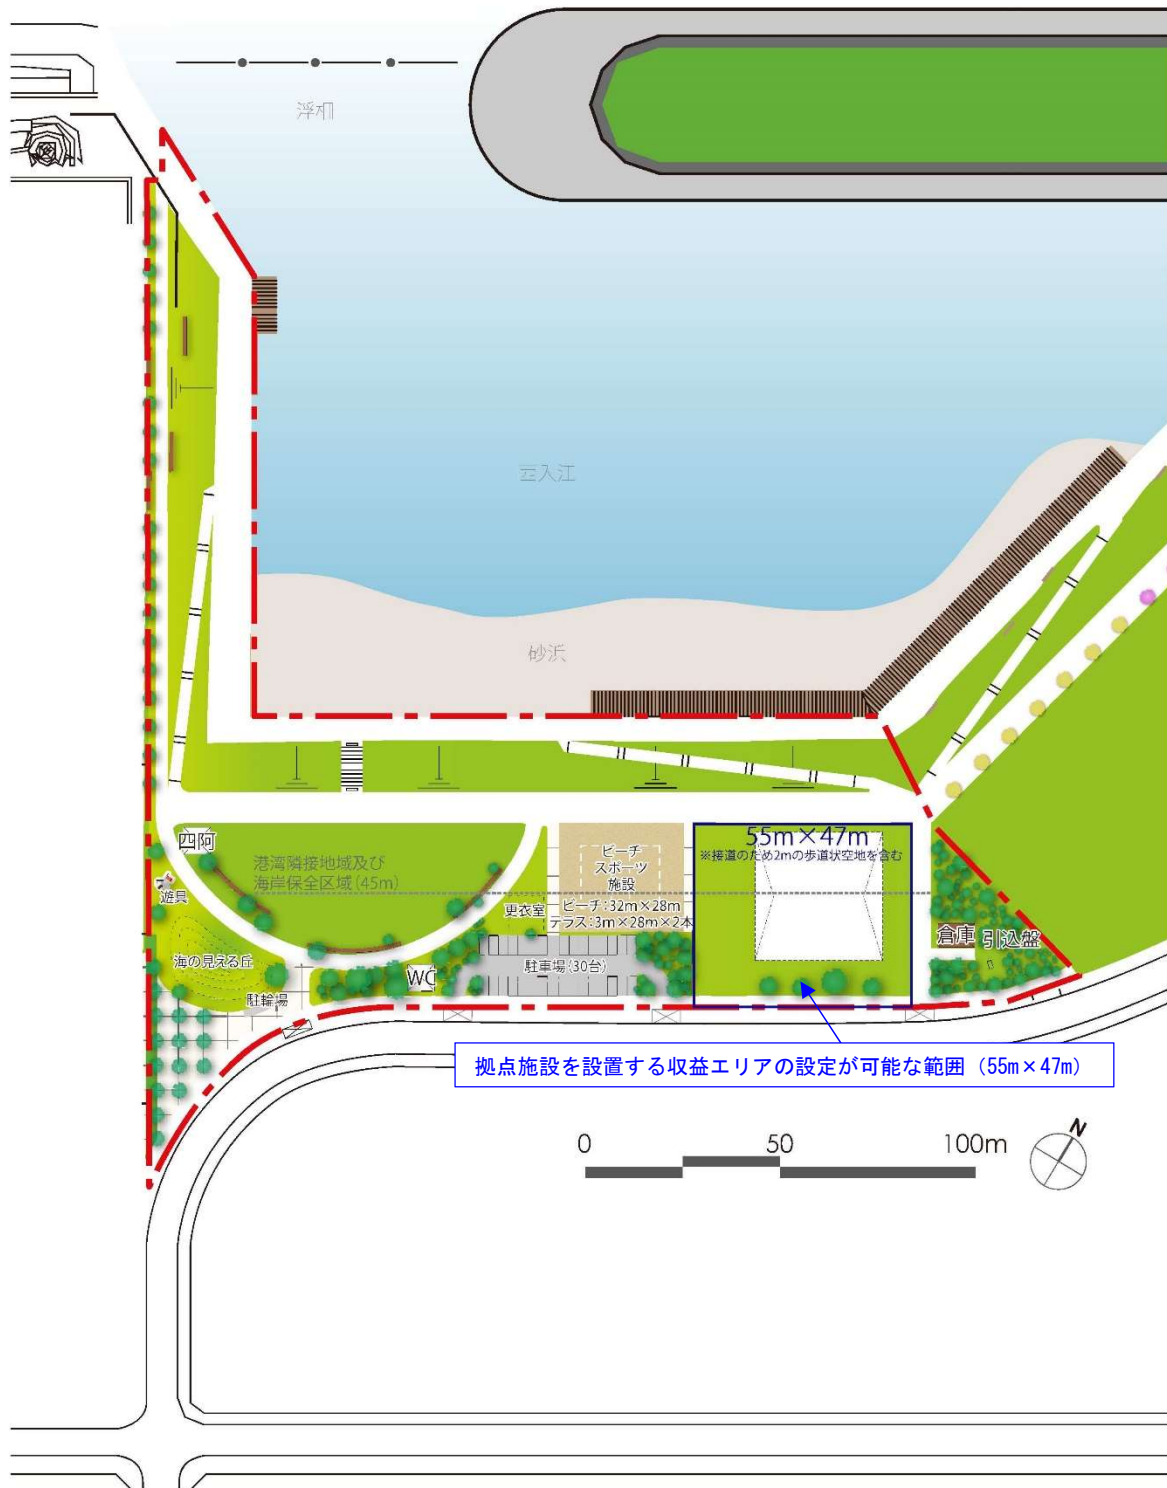 浮桟
入江
砂浜
55m×47m
※接道のため2mの歩道状空地を含む
四阿
港湾隣接地域及び
海岸保全区域(45m)
遊具
ビーチ
スポーツ
施設
更衣室
ビーチ:32m×28m
テラス:3m×28m×2本
倉庫
引込盤
海の見える丘
WC
駐車場(30台)
駐輪場
拠点施設を設置する収益エリアの設定が可能な範囲(55m×47m)
0
50
100m
N